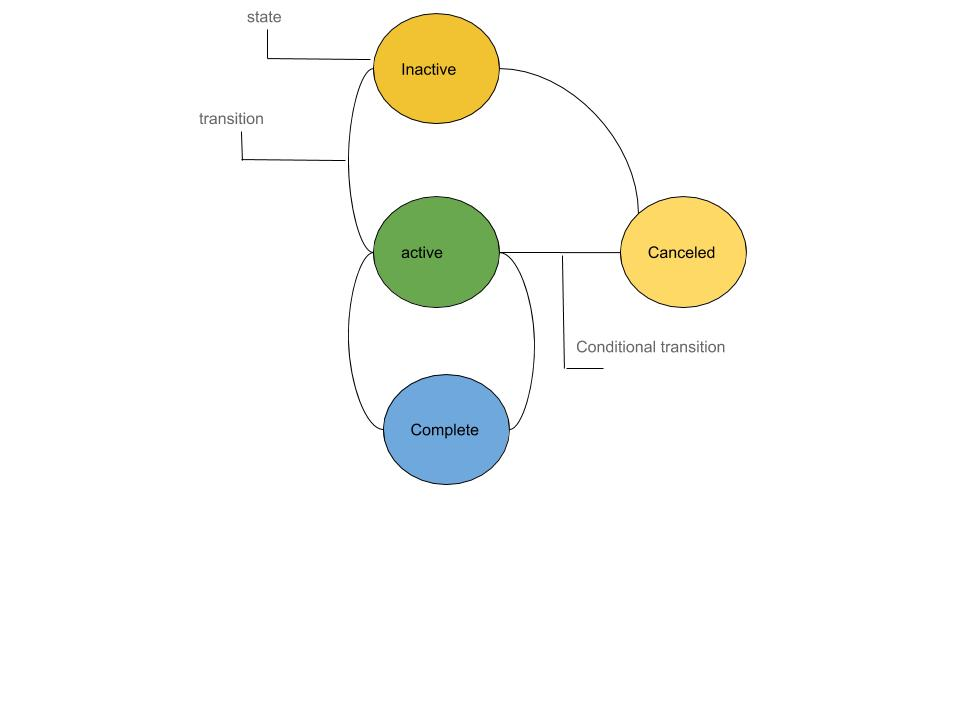 state
Inactive
transition
active
Canceled
Conditional transition
Complete